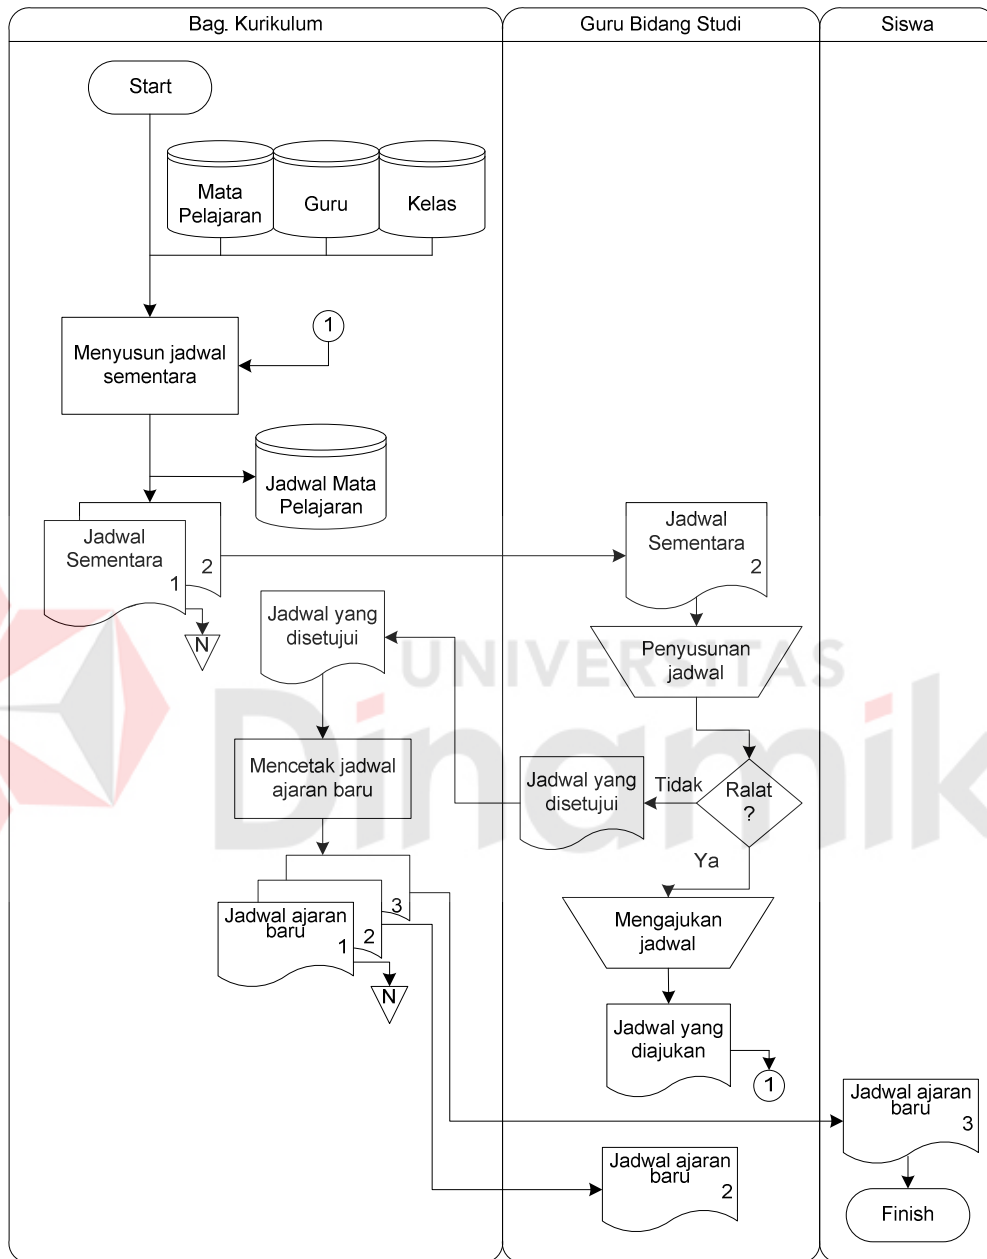 Bag. Kurikulum
Guru Bidang Studi
Siswa
Start
Mata
Pelajaran
Guru
Kelas
1
Menyusun jadwal
sementara
Jadwal Mata
Pelajaran
Jadwal
Sementara
1
2
N
Jadwal
Sementara
2
Penyusunan
jadwal
Ralat
?
Tidak
Ya
Jadwal yang
disetujui
Jadwal yang
disetujui
Mencetak jadwal
ajaran baru
Jadwal ajaran
baru
1
2
3
N
Mengajukan
jadwal
Jadwal yang
diajukan
1
Jadwal ajaran
baru
3
Jadwal ajaran
baru
2
Finish
UNIVERSITAS
Dinamik